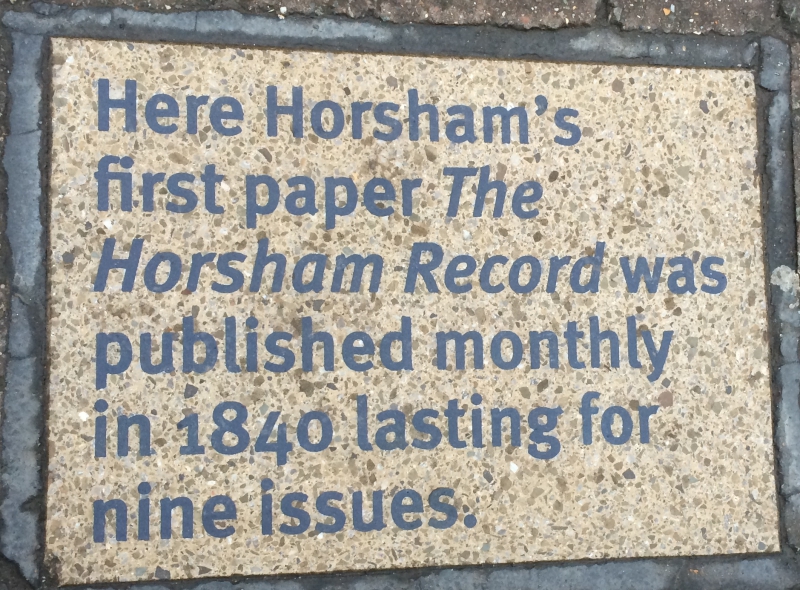 Here Horsham’s
first paper The
Horsham Record was
published monthly
in 1840 lasting for
nine issues.